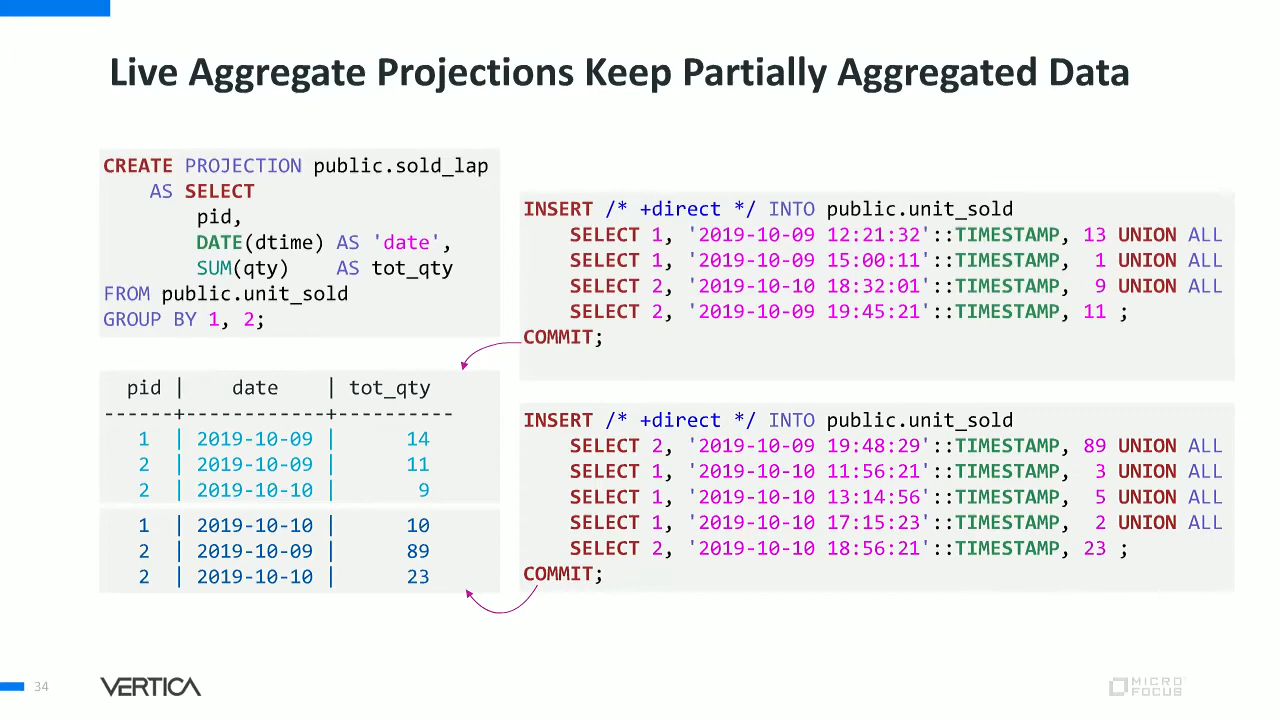 Live Aggregate Projections Keep Partially Aggregated Data
CREATE PROJECTION public.sold_lap
    AS SELECT
        pid,
        DATE(dtime) AS 'date',
        SUM(qty)    AS tot_qty
FROM public.unit_sold
GROUP BY 1, 2;
  pid |    date    | tot_qty
------+------------+----------
   1  | 2019-10-09 |      14
   2  | 2019-10-09 |      11
   2  | 2019-10-10 |       9
   1  | 2019-10-10 |      10
   2  | 2019-10-09 |      89
   2  | 2019-10-10 |      23
INSERT /* +direct */ INTO public.unit_sold
    SELECT 1, '2019-10-09 12:21:32'::TIMESTAMP, 13 UNION ALL
    SELECT 1, '2019-10-09 15:00:11'::TIMESTAMP,  1 UNION ALL
    SELECT 2, '2019-10-10 18:32:01'::TIMESTAMP,  9 UNION ALL
    SELECT 2, '2019-10-09 19:45:21'::TIMESTAMP, 11 ;
COMMIT;
INSERT /* +direct */ INTO public.unit_sold
    SELECT 2, '2019-10-09 19:48:29'::TIMESTAMP, 89 UNION ALL
    SELECT 1, '2019-10-10 11:56:21'::TIMESTAMP,  3 UNION ALL
    SELECT 1, '2019-10-10 13:14:56'::TIMESTAMP,  5 UNION ALL
    SELECT 1, '2019-10-10 17:15:23'::TIMESTAMP,  2 UNION ALL
    SELECT 2, '2019-10-10 18:56:21'::TIMESTAMP, 23 ;
COMMIT;
34
VERTICA
MICRO
FOCUS